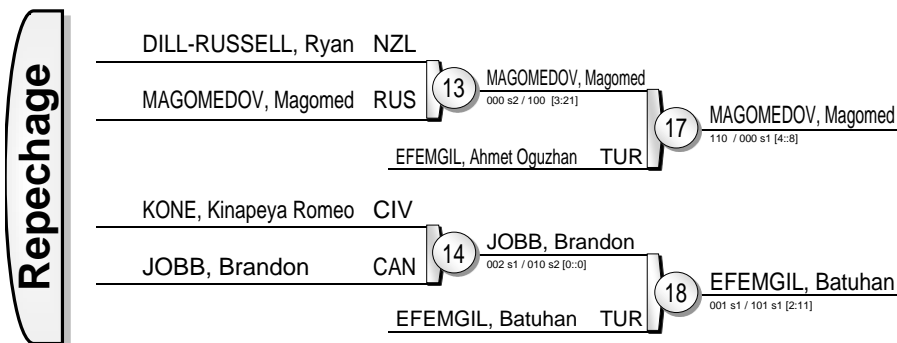 Repechage
DILL-RUSSELL, Ryan NZL
MAGOMEDOV, Magomed RUS
13
MAGOMEDOV, Magomed
000 s2 / 100 [3:21]
EFEMGIL, Ahmet Oguzhan TUR
17
MAGOMEDOV, Magomed
110 / 000 s1 [4::8]
KONE, Kinapeya Romeo CIV
JOBB, Brandon CAN
14
JOBB, Brandon
002 s1 / 010 s2 [0::0]
EFEMGIL, Batuhan TUR
18
EFEMGIL, Batuhan
001 s1 / 101 s1 [2:11]